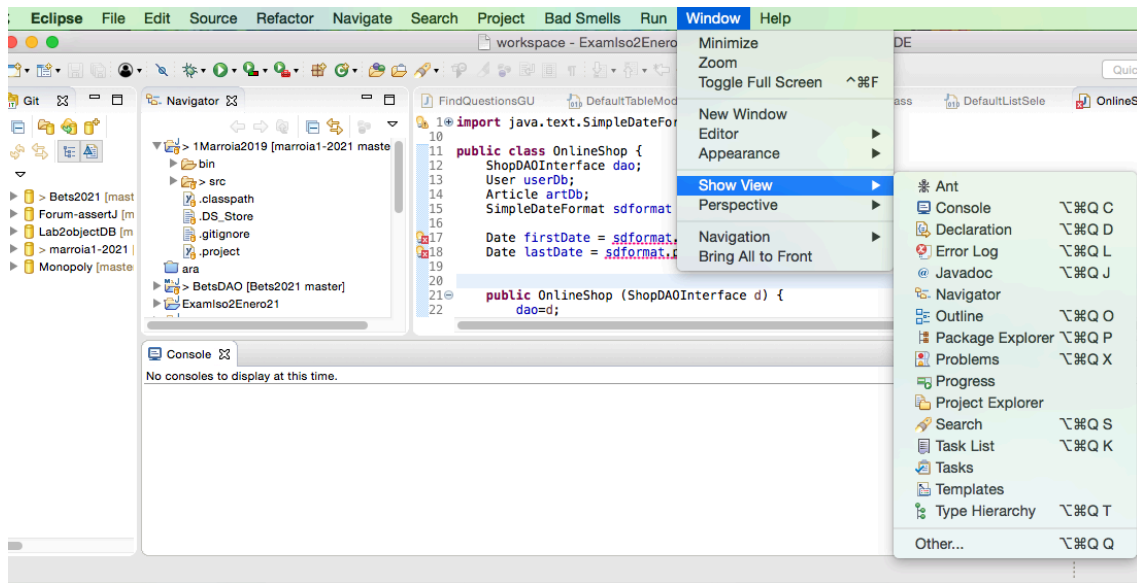 Eclipse File Edit Source Refactor Navigate Search Project Bad Smells Run Window Help
workspace - ExamIso2Enero
DE
Quic
Minimize
Zoom
Toggle Full Screen ^⌘F
New Window
Editor
Appearance
Show View
Perspective
Navigation
Bring All to Front
Ant
Console ⌥⌘Q C
Declaration ⌥⌘Q D
Error Log ⌥⌘Q L
Javadoc ⌥⌘Q J
Navigator
Outline ⌥⌘Q O
Package Explorer ⌥⌘Q P
Problems ⌥⌘Q X
Progress
Project Explorer
Search ⌥⌘Q S
Task List ⌥⌘Q K
Tasks
Templates
Type Hierarchy ⌥⌘Q T
Other... ⌥⌘Q Q
Git
> Bets2021 [mast
Forum-assertJ [m
Lab2objectDB [m
> marroia1-2021
Monopoly [maste
Navigator
> 1Marroia2019 [marroia1-2021 maste
bin
> src
.classpath
.DS_Store
.gitignore
.project
ara
> BetsDAO [Bets2021 master]
ExamIso2Enero21
FindQuestionsGU DefaultTableMod ass DefaultListSele OnlineS
1 import java.text.SimpleDateFor
10
11 public class OnlineShop {
12 ShopDAOInterface dao;
13 User userDb;
14 Article artDb;
15 SimpleDateFormat sdformat
16
17 Date firstDate = sdformat.
18 Date lastDate = sdformat.p
19
20
21 public OnlineShop (ShopDAOInterface d) {
22 dao=d;
Console
No consoles to display at this time.